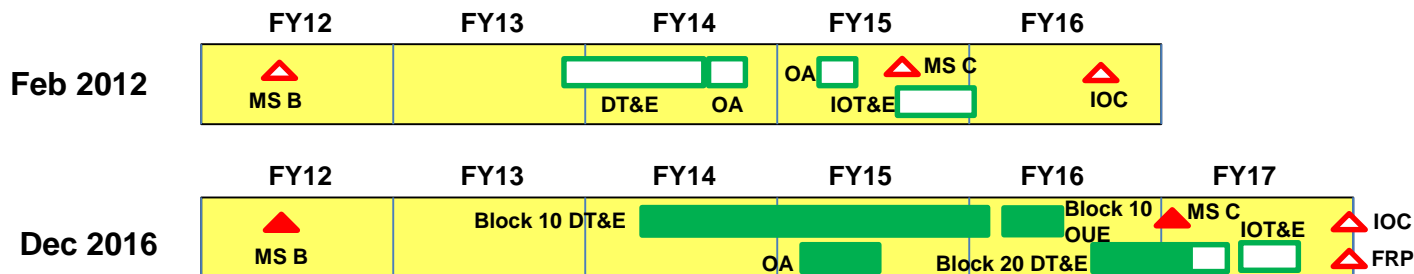 FY12 FY13 FY14 FY15 FY16
Feb 2012
MS B
DT&E
OA
OA
IOT&E
MS C
IOC
FY12 FY13 FY14 FY15 FY16 FY17
Dec 2016
MS B
Block 10 DT&E
OA
Block 10
OUE
Block 20 DT&E
MS C
IOT&E
IOC
FRP